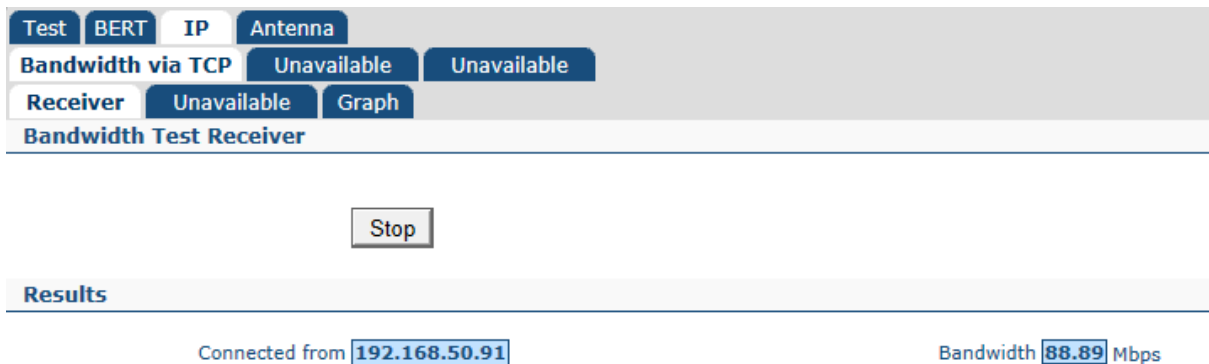 Test BERT IP Antenna
Bandwidth via TCP Unavailable Unavailable
Receiver Unavailable Graph
Bandwidth Test Receiver
Stop
Results
Connected from 192.168.50.91 Bandwidth 88.89 Mbps